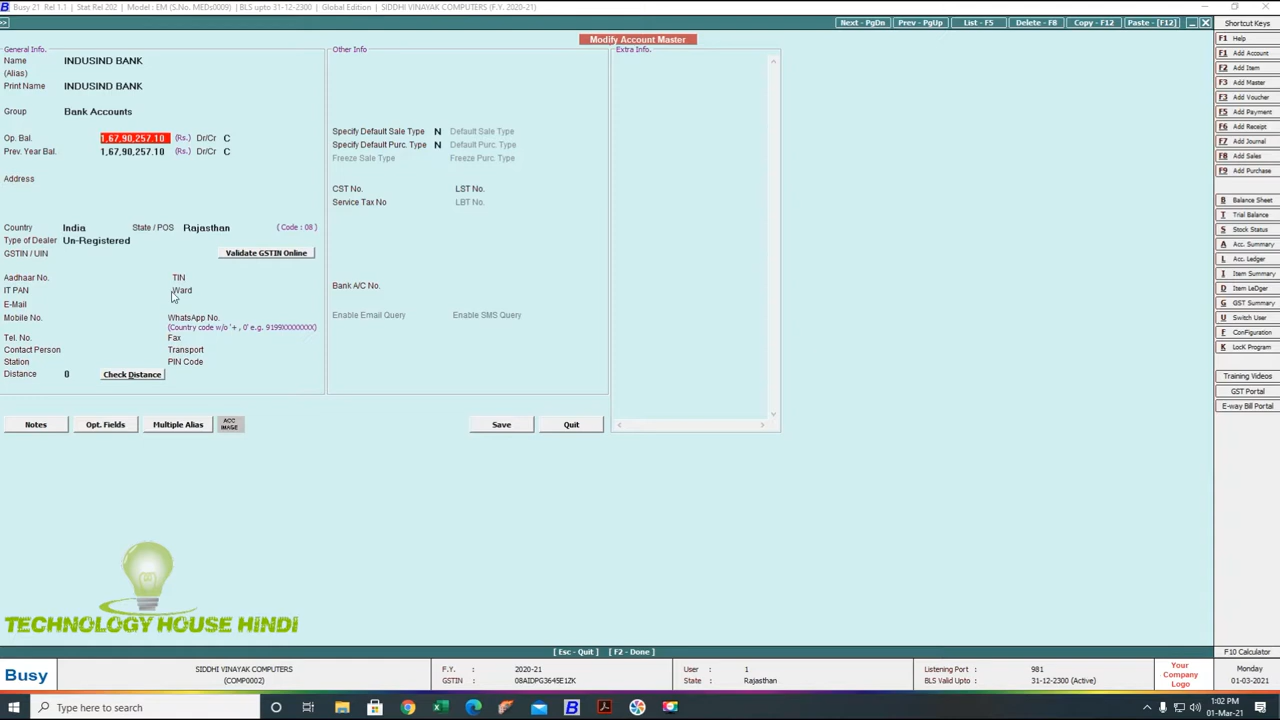 Busy 21 Rel 1.1 | Stat Rel 202 | Model : EM (S.No. MEDs0009) | BLS upto 31-12-2300 | Global Edition | SIDDHI VINAYAK COMPUTERS (F.Y. 2020-21)
>> Next - PgDn Prev - PgUp List - F5 Delete - F8 Copy - F12 Paste - [F12] Shortcut Keys
Modify Account Master
General Info. Other Info Extra Info.
Name INDUSIND BANK
(Alias)
Print Name INDUSIND BANK
Group Bank Accounts
Op. Bal. 1,67,90,257.10 (Rs.) Dr/Cr C
Prev. Year Bal. 1,67,90,257.10 (Rs.) Dr/Cr C
Address
Country India State / POS Rajasthan ( Code : 08 )
Type of Dealer Un-Registered
GSTIN / UIN Validate GSTIN Online
Aadhaar No. TIN
IT PAN Ward
E-Mail
Mobile No. WhatsApp No.
(Country code w/o '+ , 0' e.g. 9199XXXXXXXX)
Tel. No. Fax
Contact Person Transport
Station PIN Code
Distance 0 Check Distance
Specify Default Sale Type N Default Sale Type
Specify Default Purc. Type N Default Purc. Type
Freeze Sale Type Freeze Purc. Type
CST No. LST No.
Service Tax No LBT No.
Bank A/C No.
Enable Email Query Enable SMS Query
Notes Opt. Fields Multiple Alias ACC IMAGE Save Quit
F1 Help
F1 Add Account
F2 Add Item
F3 Add Master
F3 Add Voucher
F5 Add Payment
F6 Add Receipt
F7 Add Journal
F8 Add Sales
F9 Add Purchase
B Balance Sheet
T Trial Balance
S Stock Status
A Acc. Summary
L Acc. Ledger
I Item Summary
D Item LeDger
G GST Summary
U Switch User
F ConFiguration
K LocK Program
Training Videos
GST Portal
E-way Bill Portal
TECHNOLOGY HOUSE HINDI
[ Esc - Quit ] [ F2 - Done ] F10 Calculator
Busy SIDDHI VINAYAK COMPUTERS F.Y. : 2020-21 User : 1 Listening Port : 981 Your Company Logo Monday
(COMP0002) GSTIN : 08AIDPG3645E1ZK State : Rajasthan BLS Valid Upto : 31-12-2300 (Active) 01-03-2021
Type here to search 1:02 PM
01-Mar-21